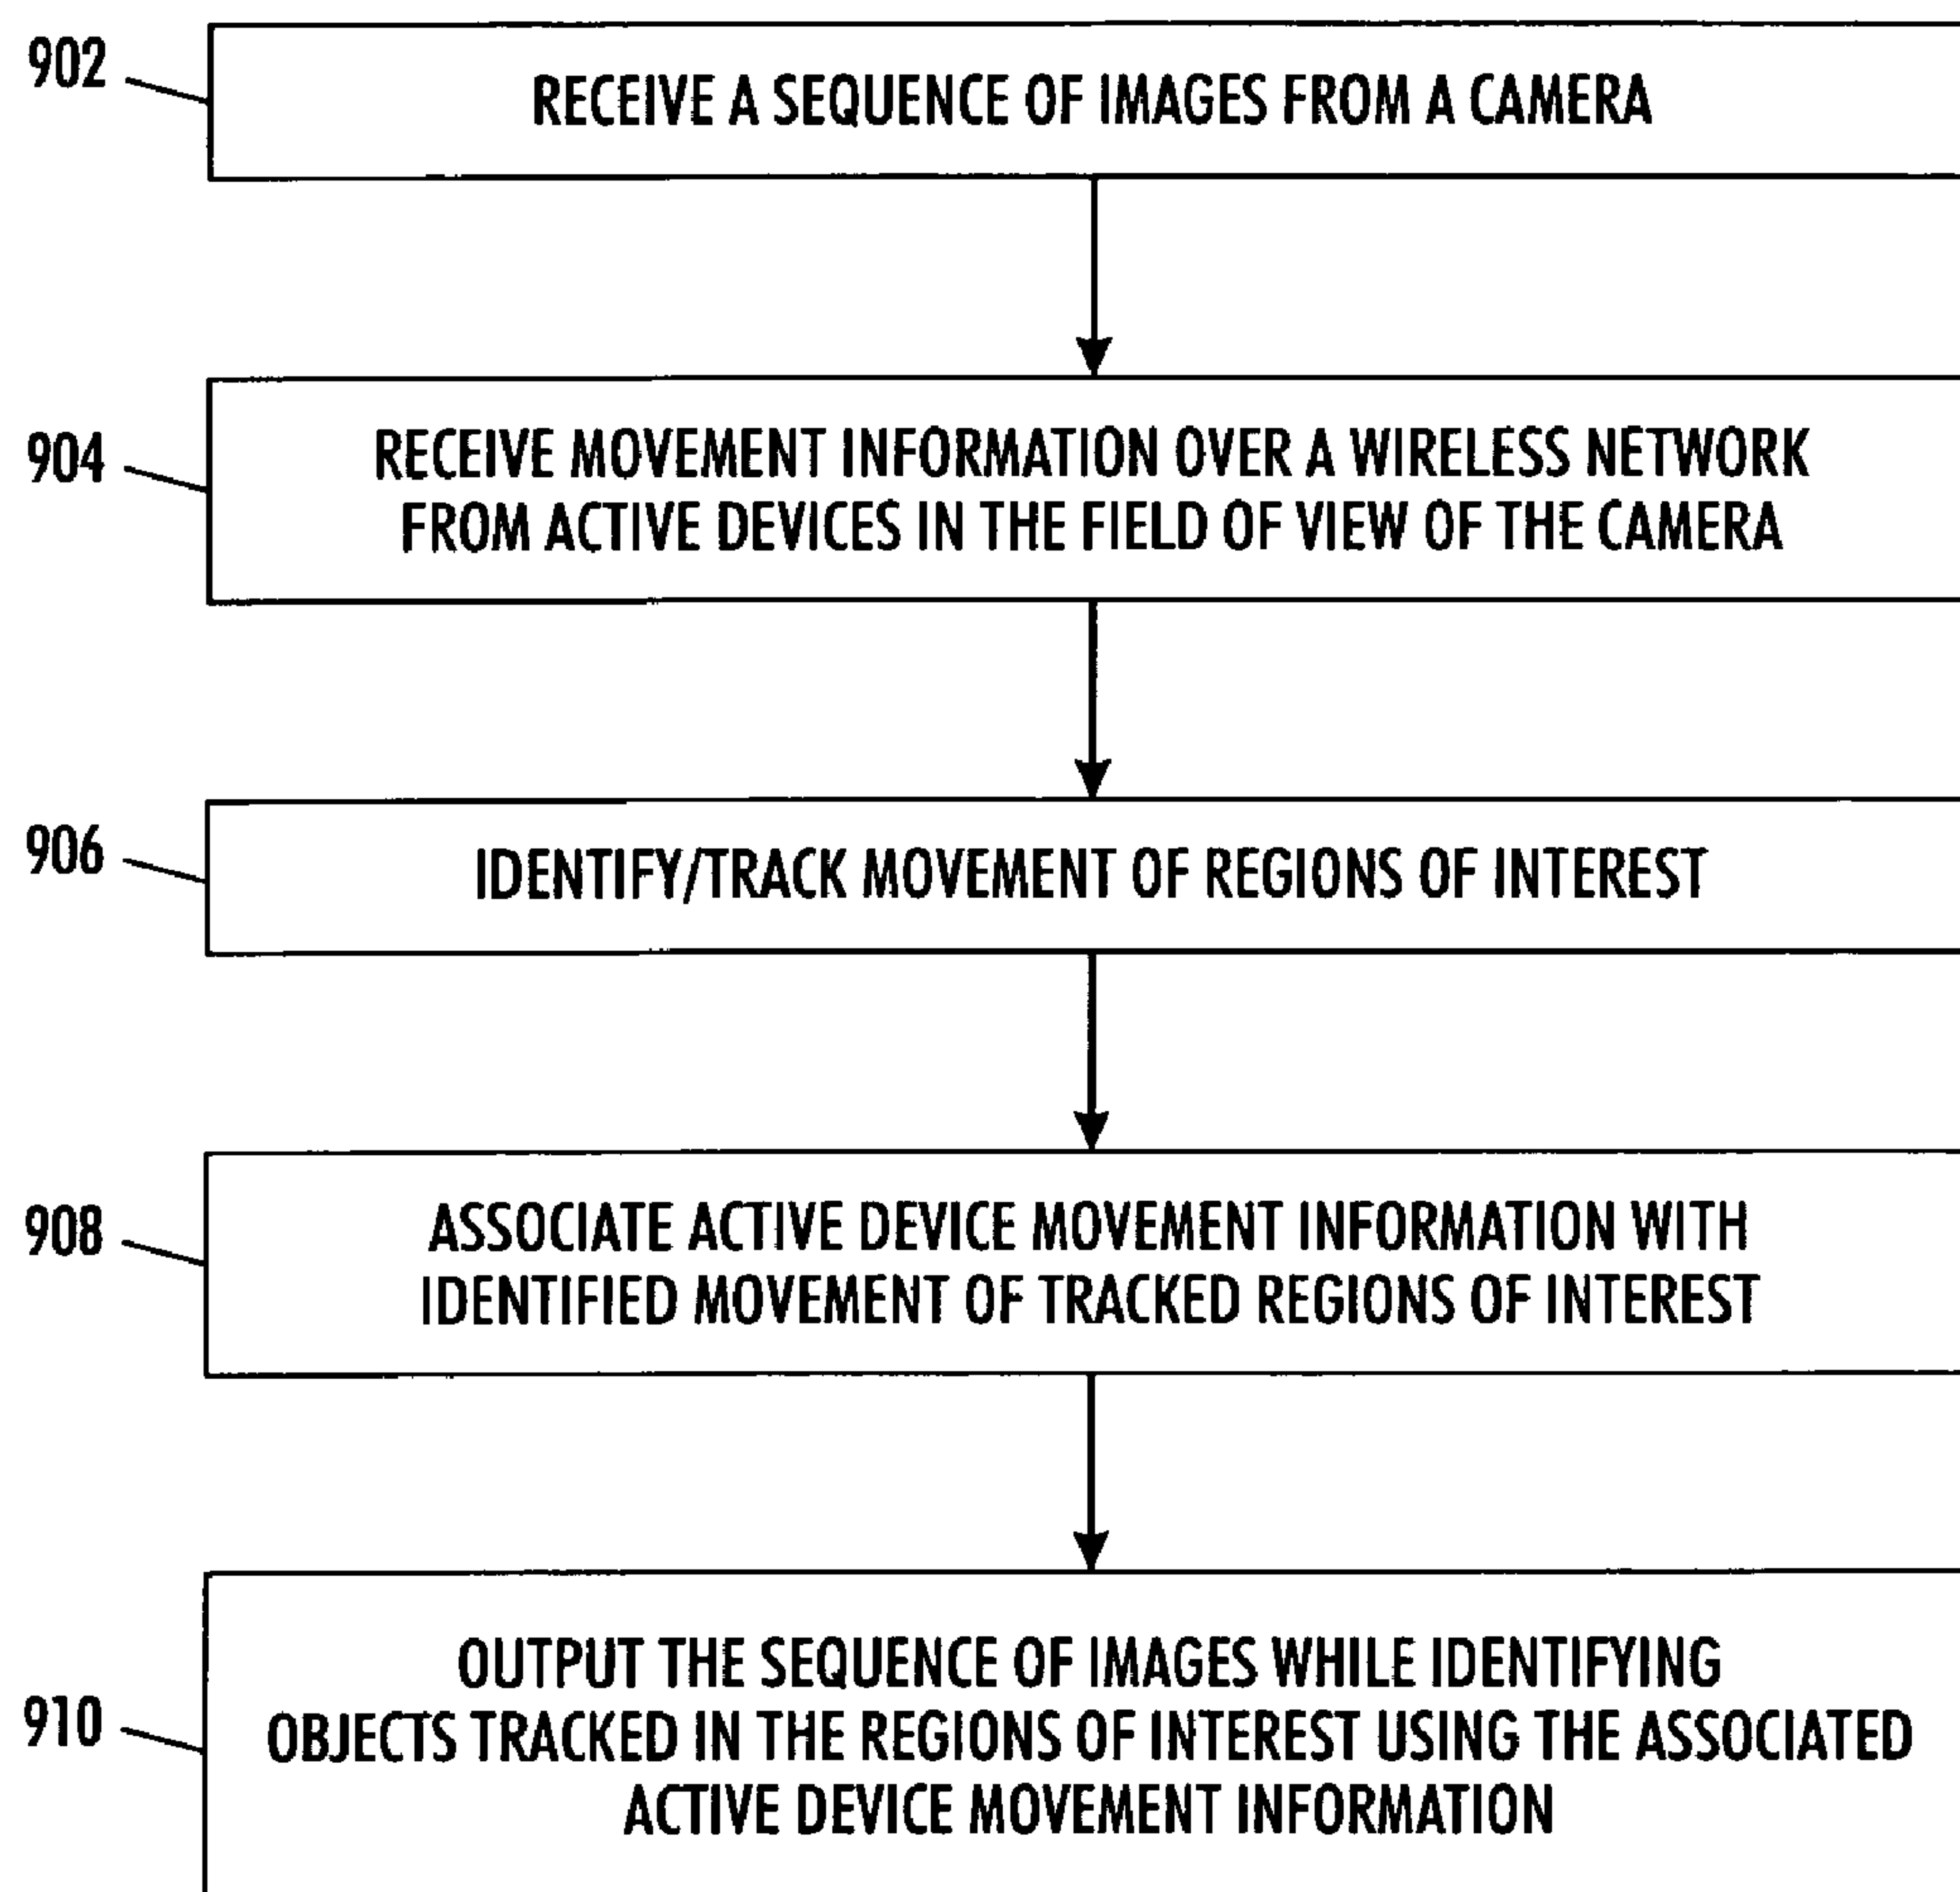 902
RECEIVE A SEQUENCE OF IMAGES FROM A CAMERA
904
RECEIVE MOVEMENT INFORMATION OVER A WIRELESS NETWORK
FROM ACTIVE DEVICES IN THE FIELD OF VIEW OF THE CAMERA
906
IDENTIFY/TRACK MOVEMENT OF REGIONS OF INTEREST
908
ASSOCIATE ACTIVE DEVICE MOVEMENT INFORMATION WITH
IDENTIFIED MOVEMENT OF TRACKED REGIONS OF INTEREST
910
OUTPUT THE SEQUENCE OF IMAGES WHILE IDENTIFYING
OBJECTS TRACKED IN THE REGIONS OF INTEREST USING THE ASSOCIATED
ACTIVE DEVICE MOVEMENT INFORMATION